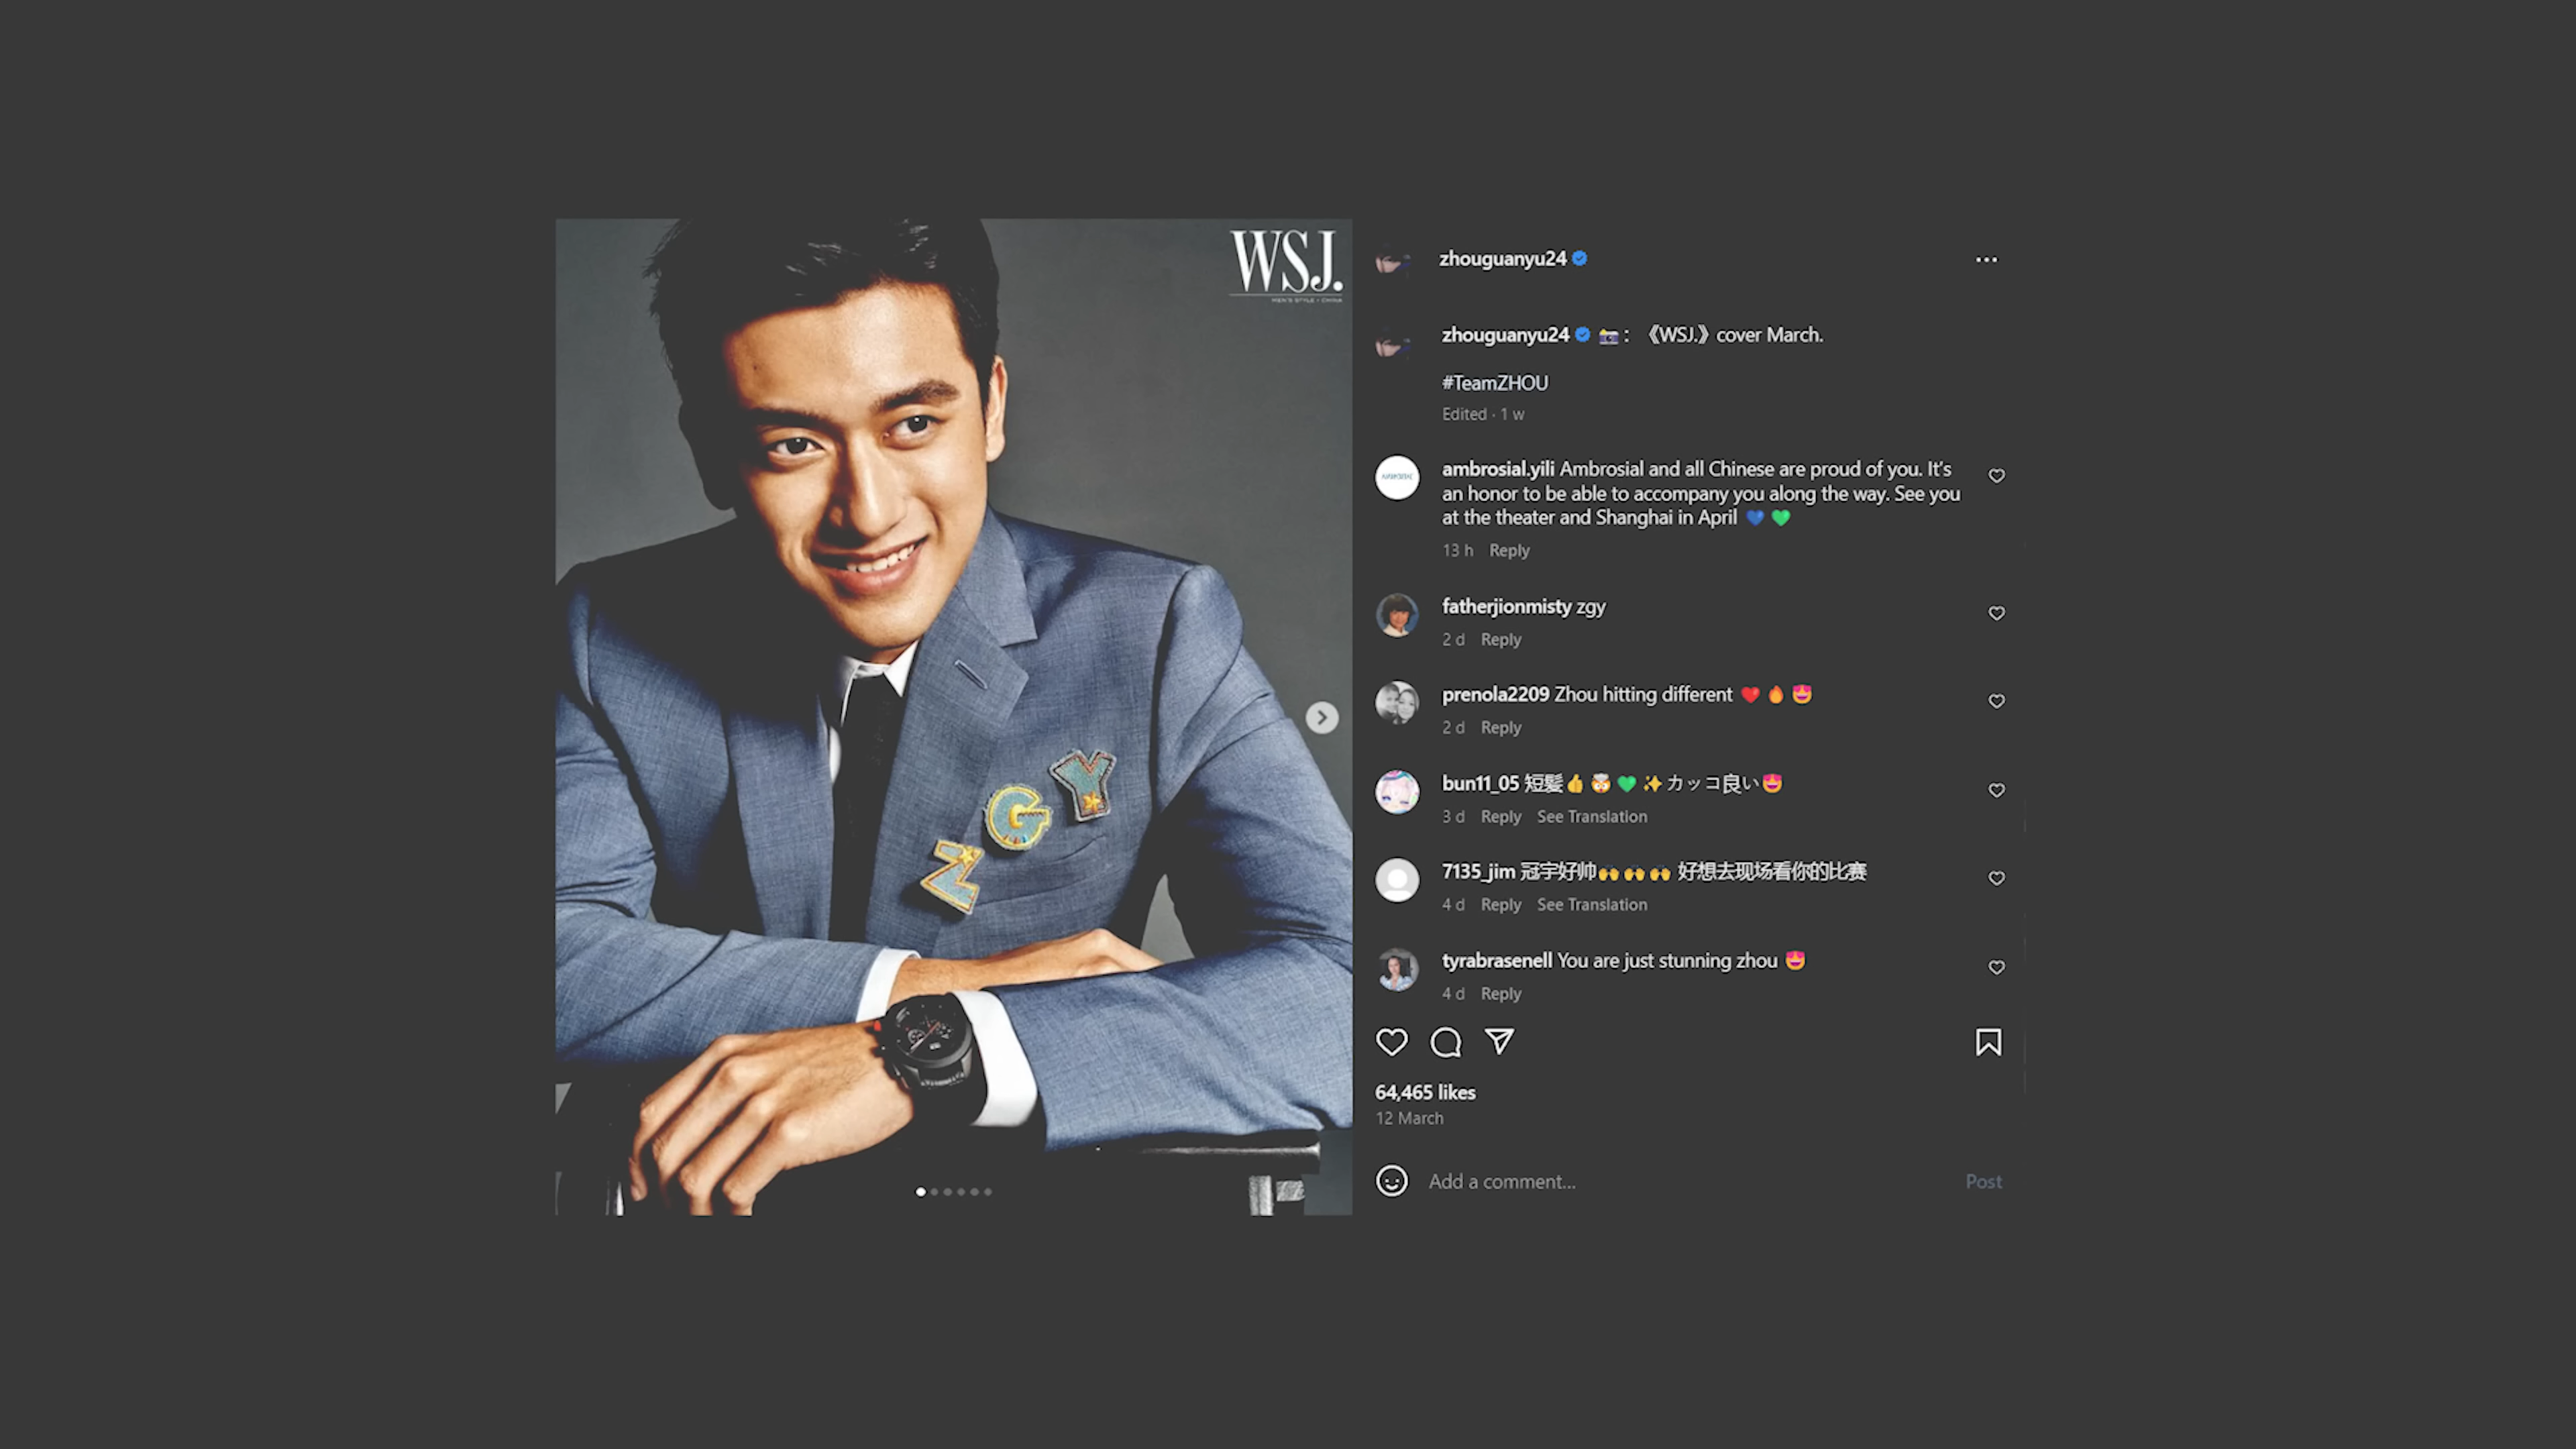 WSJ.
MEN'S STYLE • CHINA
Z G Y
zhouguanyu24
zhouguanyu24 📷: 《WSJ.》cover March.
#TeamZHOU
Edited · 1 w
ambrosial.yili Ambrosial and all Chinese are proud of you. It's
an honor to be able to accompany you along the way. See you
at the theater and Shanghai in April 💙 💚
13 h Reply
fatherjionmisty zgy
2 d Reply
prenola2209 Zhou hitting different ❤️ 🔥 😍
2 d Reply
bun11_05 短髪👍 🤯 💚 ✨カッコ良い😍
3 d Reply See Translation
7135_jim 冠宇好帅🙌 🙌 🙌 好想去现场看你的比赛
4 d Reply See Translation
tyrabrasenell You are just stunning zhou 😍
4 d Reply
64,465 likes
12 March
Add a comment...
Post